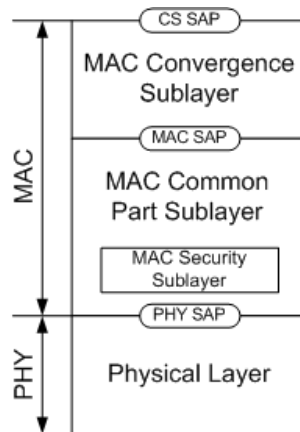 CS SAP
MAC Convergence
Sublayer
MAC SAP
MAC Common
Part Sublayer
MAC Security
Sublayer
PHY SAP
Physical Layer
MAC
PHY